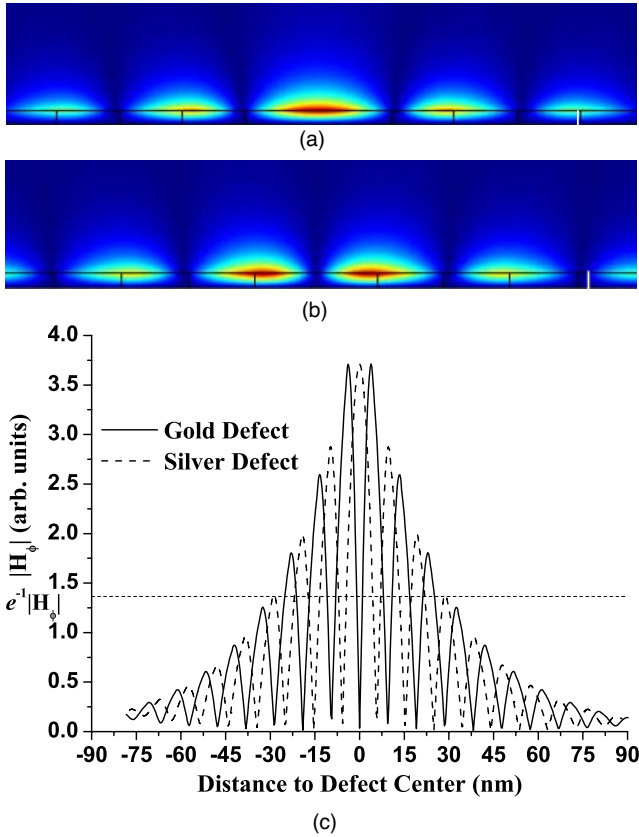 (a)
(b)
4.0
3.5
3.0
2.5
2.0
1.5
1.0
0.5
0.0
|Hϕ| (arb. units)
e⁻¹|Hϕ|
Gold Defect
Silver Defect
-90 -75 -60 -45 -30 -15 0 15 30 45 60 75 90
Distance to Defect Center (nm)
(c)